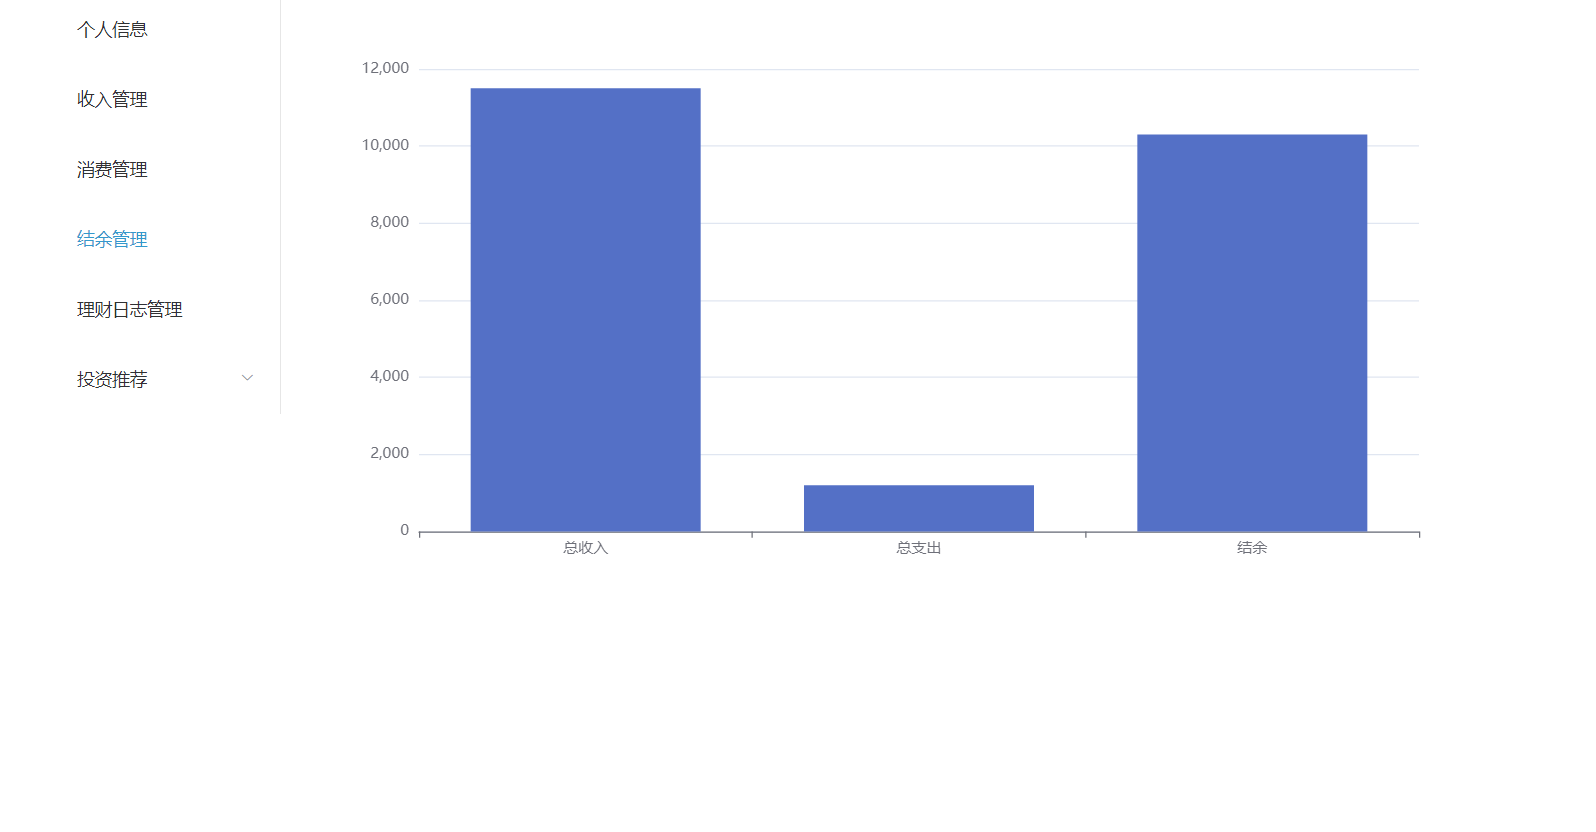 个人信息
收入管理
消费管理
结余管理
理财日志管理
投资推荐
12,000
10,000
8,000
6,000
4,000
2,000
0
总收入
总支出
结余